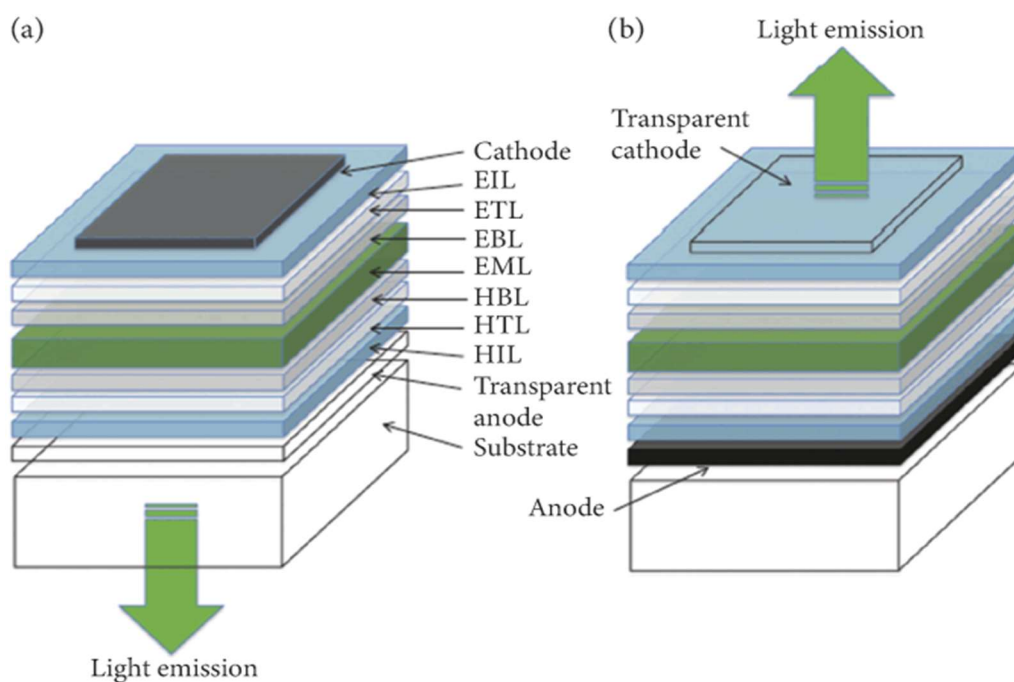 (a)
Cathode
EIL
ETL
EBL
EML
HBL
HTL
HIL
Transparent
anode
Substrate
Light emission
(b)
Light emission
Transparent
cathode
Anode